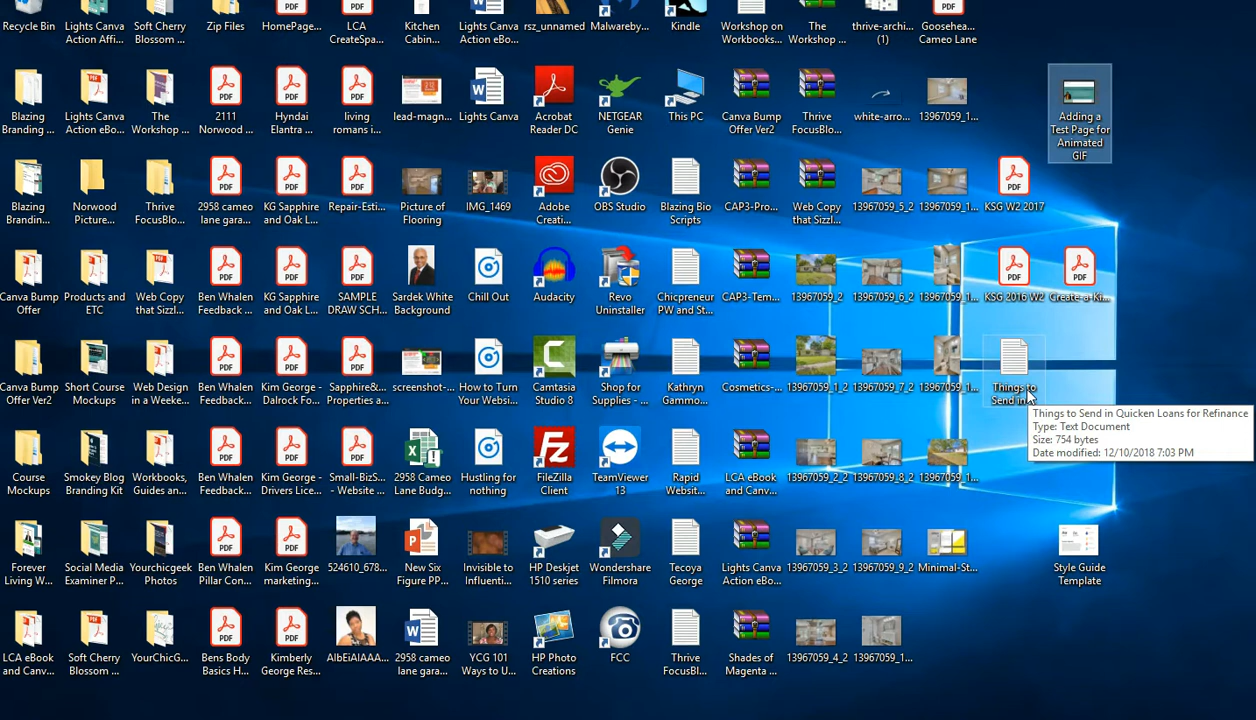 Recycle Bin
Lights Canva
Action Affi...
Soft Cherry
Blossom ...
Zip Files
HomePage...
LCA
CreateSpa...
Kitchen
Cabin...
Lights Canva
Action eBo...
rsz_unnamed
Malwareby...
Kindle
Workshop on
Workbooks...
The
Workshop ...
thrive-archi...
(1)
Goosehea...
Cameo Lane
Blazing
Branding ...
Lights Canva
Action eBo...
The
Workshop ...
PDF
2111
Norwood ...
PDF
Hyndai
Elantra ...
PDF
living
romans i...
lead-magn...
Lights Canva
Acrobat
Reader DC
NETGEAR
Genie
This PC
Canva Bump
Offer Ver2
Thrive
FocusBlo...
white-arro...
13967059_1...
Adding a
Test Page for
Animated
GIF
Blazing
Brandin...
Norwood
Picture...
Thrive
FocusBlo...
PDF
2958 cameo
lane gara...
PDF
KG Sapphire
and Oak L...
PDF
Repair-Esti...
Picture of
Flooring
IMG_1469
Adobe
Creati...
OBS Studio
Blazing Bio
Scripts
CAP3-Pro...
Web Copy
that Sizzl...
13967059_5_2
13967059_1...
PDF
KSG W2 2017
Canva Bump
Offer
Products and
ETC
Web Copy
that Sizzl...
PDF
Ben Whalen
Feedback ...
PDF
KG Sapphire
and Oak L...
PDF
SAMPLE
DRAW SCH...
Sardek White
Background
Chill Out
Audacity
Revo
Uninstaller
Chicpreneur
PW and St...
CAP3-Tem...
13967059_2
13967059_6_2
13967059_1...
PDF
KSG 2016 W2
PDF
Create-a-Ki...
Canva Bump
Offer Ver2
Short Course
Mockups
Web Design
in a Weeke...
PDF
Ben Whalen
Feedback...
PDF
Kim George -
Dalrock Fo...
PDF
Sapphire&...
Properties a...
screenshot-...
How to Turn
Your Websi...
Camtasia
Studio 8
Shop for
Supplies - ...
Kathryn
Gammo...
Cosmetics-...
13967059_1_2
13967059_7_2
13967059_1...
Things to
Send in
Things to Send in Quicken Loans for Refinance
Type: Text Document
Size: 754 bytes
Date modified: 12/10/2018 7:03 PM
Course
Mockups
Smokey Blog
Branding Kit
Workbooks,
Guides an...
PDF
Ben Whalen
Feedback...
PDF
Kim George
- Drivers Lice...
PDF
Small-BizS...
- Website ...
2958 Cameo
Lane Budg...
Hustling for
nothing
FileZilla
Client
TeamViewer
13
Rapid
Websit...
LCA eBook
and Canv...
13967059_2_2
13967059_8_2
13967059_1...
Forever
Living W...
Social Media
Examiner P...
Yourchicgeek
Photos
PDF
Ben Whalen
Pillar Con...
PDF
Kim George
marketing...
524610_678...
New Six
Figure PP...
Invisible to
Influenti...
HP Deskjet
1510 series
Wondershare
Filmora
Tecoya
George
Lights Canva
Action eBo...
13967059_3_2
13967059_9_2
Minimal-St...
Style Guide
Template
LCA eBook
and Canv...
Soft Cherry
Blossom ...
YourChicG...
PDF
Bens Body
Basics H...
PDF
Kimberly
George Res...
AIbEiAIAAA...
2958 cameo
lane gara...
YCG 101
Ways to U...
HP Photo
Creations
FCC
Thrive
FocusBl...
Shades of
Magenta ...
13967059_4_2
13967059_1...